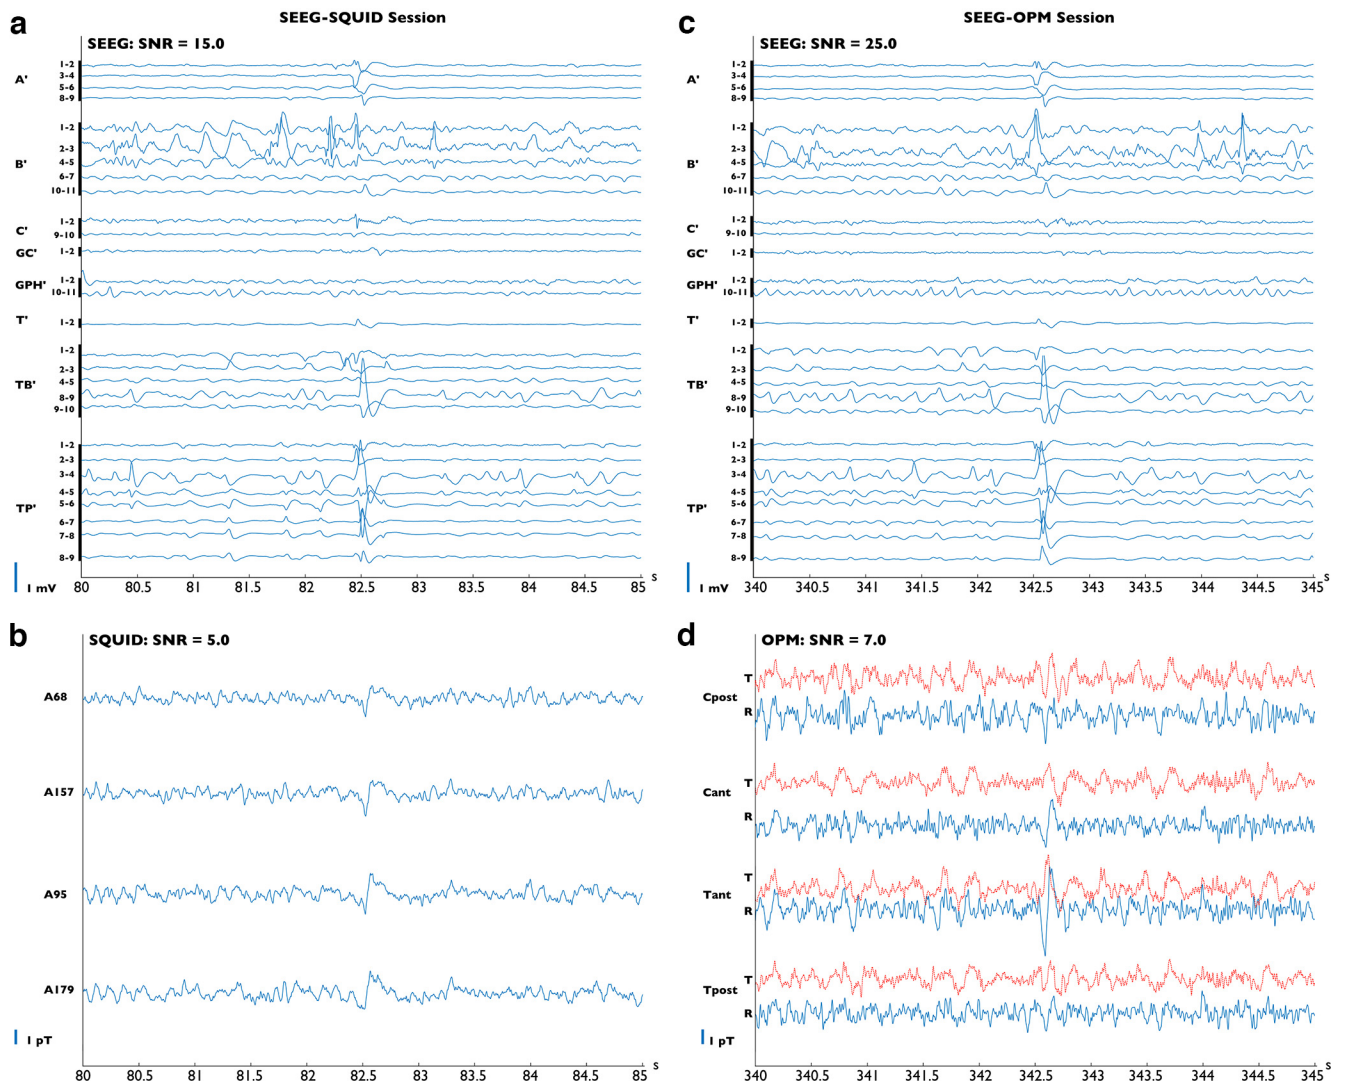 a
SEEG-SQUID Session
SEEG: SNR = 15.0
A'
1-2
3-4
5-6
8-9
B'
1-2
2-3
4-5
6-7
10-11
C'
1-2
9-10
GC'
1-2
GPH'
1-2
10-11
T'
1-2
TB'
1-2
2-3
4-5
8-9
9-10
TP'
1-2
2-3
3-4
4-5
5-6
6-7
7-8
8-9
1 mV
80 80.5 81 81.5 82 82.5 83 83.5 84 84.5 85 s
c
SEEG-OPM Session
SEEG: SNR = 25.0
A'
1-2
3-4
5-6
8-9
B'
1-2
2-3
4-5
6-7
10-11
C'
1-2
9-10
GC'
1-2
GPH'
1-2
10-11
T'
1-2
TB'
1-2
2-3
4-5
8-9
9-10
TP'
1-2
2-3
3-4
4-5
5-6
6-7
7-8
8-9
1 mV
340 340.5 341 341.5 342 342.5 343 343.5 344 344.5 345 s
b
SQUID: SNR = 5.0
A68
A157
A95
A179
1 pT
80 80.5 81 81.5 82 82.5 83 83.5 84 84.5 85 s
d
OPM: SNR = 7.0
T
Cpost
R
T
Cant
R
T
Tant
R
T
Tpost
R
1 pT
340 340.5 341 341.5 342 342.5 343 343.5 344 344.5 345 s